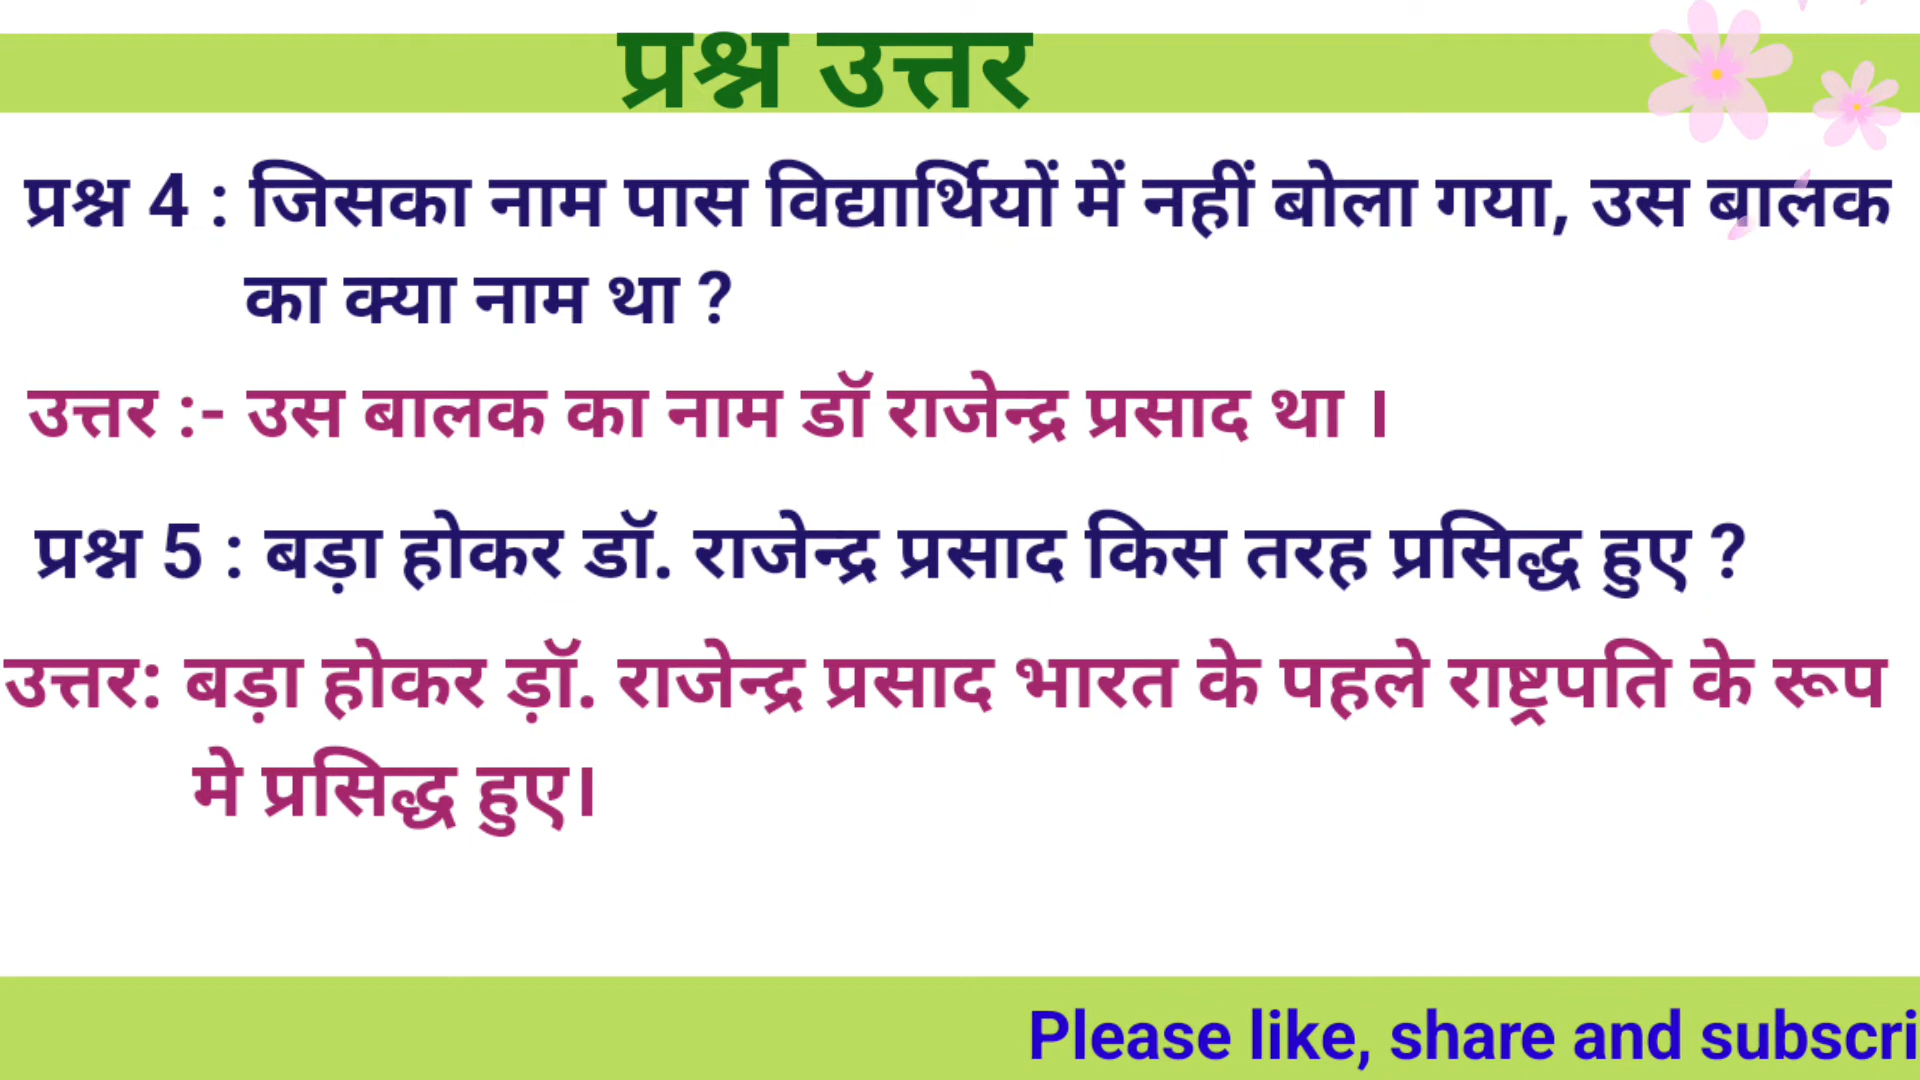 प्रश्न उत्तर
प्रश्न 4 : जिसका नाम पास विद्यार्थियों में नहीं बोला गया, उस बालक
का क्या नाम था ?
उत्तर :- उस बालक का नाम डॉ राजेन्द्र प्रसाद था ।
प्रश्न 5 : बड़ा होकर डॉ. राजेन्द्र प्रसाद किस तरह प्रसिद्ध हुए ?
उत्तर: बड़ा होकर ड़ॉ. राजेन्द्र प्रसाद भारत के पहले राष्ट्रपति के रूप
मे प्रसिद्ध हुए।
Please like, share and subscri